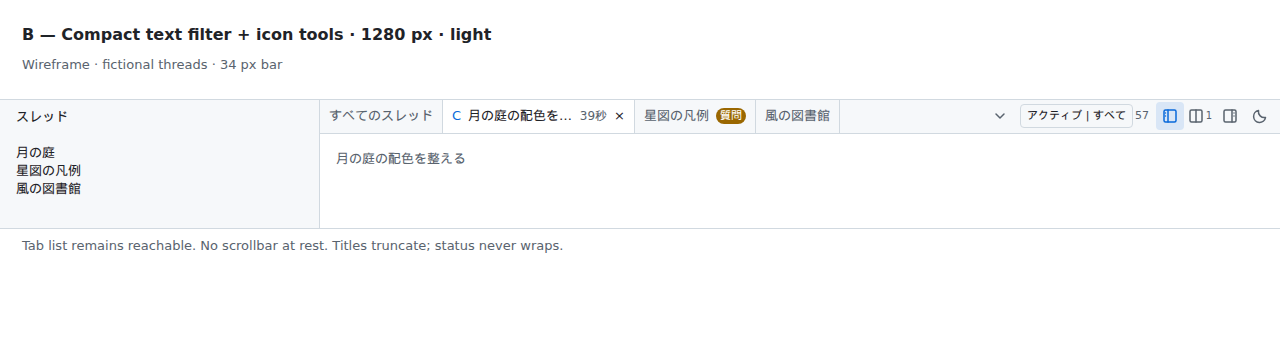 B — Compact text filter + icon tools · 1280 px · light
Wireframe · fictional threads · 34 px bar
スレッド
すべてのスレッド C 月の庭の配色を… 39秒 × 星図の凡例 質問 風の図書館 アクティブ | すべて 57 1
月の庭
星図の凡例
風の図書館
月の庭の配色を整える
Tab list remains reachable. No scrollbar at rest. Titles truncate; status never wraps.